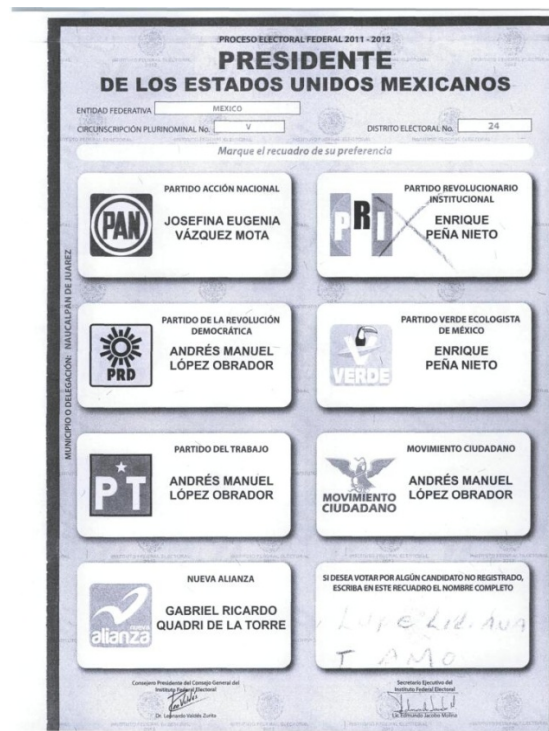 PROCESO ELECTORAL FEDERAL 2011 - 2012
PRESIDENTE
DE LOS ESTADOS UNIDOS MEXICANOS
ENTIDAD FEDERATIVA MEXICO
CIRCUNSCRIPCIÓN PLURINOMINAL No. V
DISTRITO ELECTORAL No. 24
Marque el recuadro de su preferencia
MUNICIPIO O DELEGACIÓN: NAUCALPAN DE JUAREZ
PAN
PARTIDO ACCIÓN NACIONAL
JOSEFINA EUGENIA
VÁZQUEZ MOTA
PRI
PARTIDO REVOLUCIONARIO
INSTITUCIONAL
ENRIQUE
PEÑA NIETO
PRD
PARTIDO DE LA REVOLUCIÓN
DEMOCRÁTICA
ANDRÉS MANUEL
LÓPEZ OBRADOR
VERDE
PARTIDO VERDE ECOLOGISTA
DE MÉXICO
ENRIQUE
PEÑA NIETO
PT
PARTIDO DEL TRABAJO
ANDRÉS MANUEL
LÓPEZ OBRADOR
MOVIMIENTO
CIUDADANO
MOVIMIENTO CIUDADANO
ANDRÉS MANUEL
LÓPEZ OBRADOR
nueva
alianza
NUEVA ALIANZA
GABRIEL RICARDO
QUADRI DE LA TORRE
SI DESEA VOTAR POR ALGÚN CANDIDATO NO REGISTRADO,
ESCRIBA EN ESTE RECUADRO EL NOMBRE COMPLETO
T AMO
Consejero Presidente del Consejo General del
Instituto Federal Electoral
Dr. Leonardo Valdés Zurita
Secretario Ejecutivo del
Instituto Federal Electoral
Lic. Edmundo Jacobo Molina